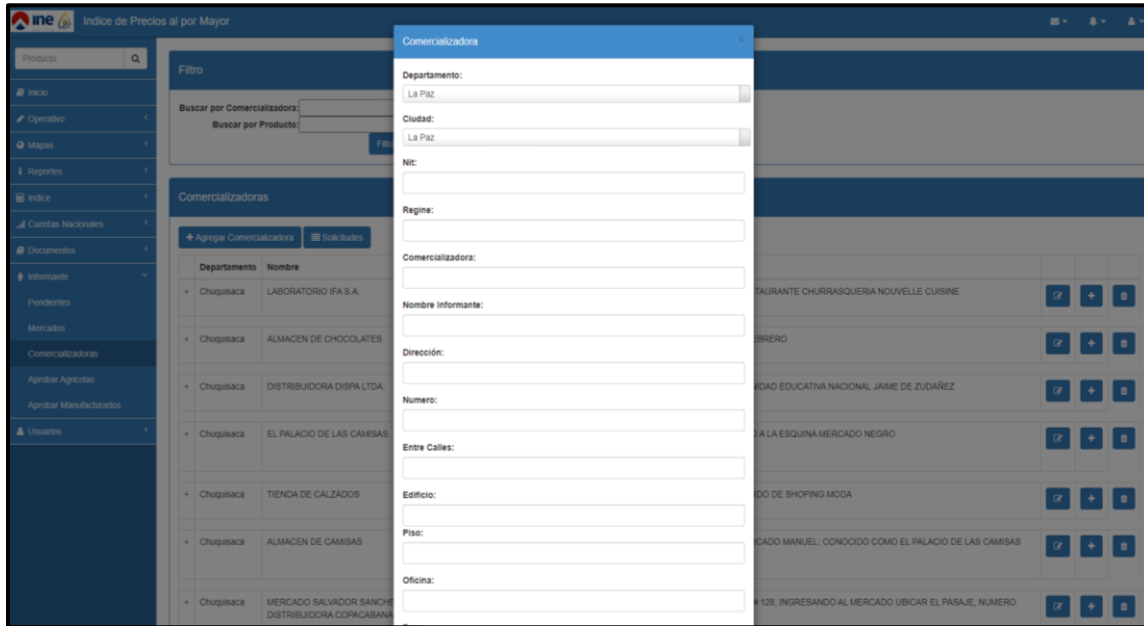 ine Indice de Precios al por Mayor
Producto
Inicio
Operativo
Mapas
Reportes
Indice
Cuentas Nacionales
Documentos
Informante
Pendientes
Mercados
Comercializadoras
Aprobar Agricolas
Aprobar Manufacturados
Usuarios
Filtro
Buscar por Comercializadora:
Buscar por Producto:
Comercializadoras
+ Agregar Comercializadora Solicitudes
Departamento Nombre
+ Chuquisaca LABORATORIO IFA S.A. TAURANTE CHURRASQUERIA NOUVELLE CUISINE
+ Chuquisaca ALMACEN DE CHOCOLATES EBRERO
+ Chuquisaca DISTRIBUIDORA DISPA LTDA. IDAD EDUCATIVA NACIONAL JAIME DE ZUDAÑEZ
+ Chuquisaca EL PALACIO DE LAS CAMISAS A LA ESQUINA MERCADO NEGRO
+ Chuquisaca TIENDA DE CALZADOS DO DE SHOPING MODA
+ Chuquisaca ALMACEN DE CAMISAS CADO MANUEL; CONOCIDO COMO EL PALACIO DE LAS CAMISAS
+ Chuquisaca MERCADO SALVADOR SANCHE # 128; INGRESANDO AL MERCADO UBICAR EL PASAJE, NUMERO
DISTRIBUIDORA COPACABANA
Comercializadora ×
Departamento:
La Paz
Ciudad:
La Paz
Nit:
Regine:
Comercializadora:
Nombre Informante:
Dirección:
Numero:
Entre Calles:
Edificio:
Piso:
Oficina: